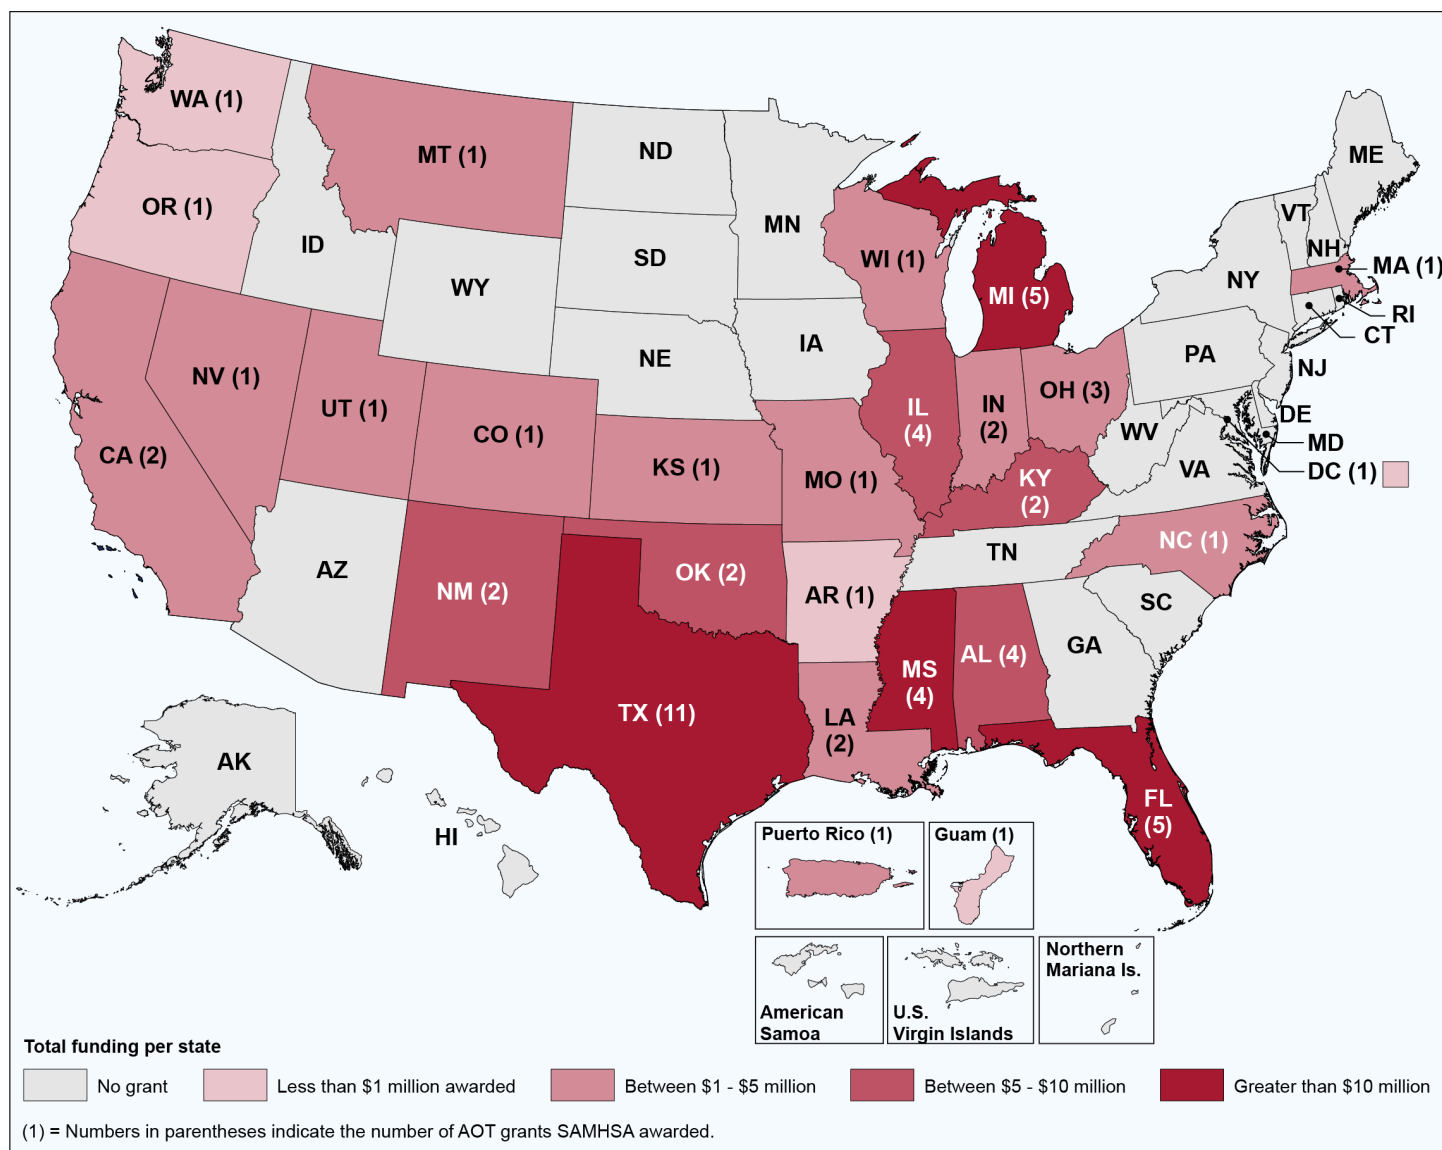 WA (1)
MT (1)
ND
ME
OR (1)
ID
MN
VT
SD
WI (1)
NH
MA (1)
WY
NY
MI (5)
RI
CT
IA
PA
NE
NJ
NV (1)
UT (1)
OH (3)
IL
(4)
IN
(2)
DE
CO (1)
WV
MD
CA (2)
KS (1)
MO (1)
KY
(2)
VA
DC (1)
NC (1)
TN
AZ
OK (2)
NM (2)
AR (1)
SC
GA
AL (4)
MS
(4)
TX (11)
LA
(2)
AK
HI
FL
(5)
Puerto Rico (1)
Guam (1)
American
Samoa
U.S.
Virgin Islands
Northern
Mariana Is.
Total funding per state
No grant
Less than $1 million awarded
Between $1 - $5 million
Between $5 - $10 million
Greater than $10 million
(1) = Numbers in parentheses indicate the number of AOT grants SAMHSA awarded.